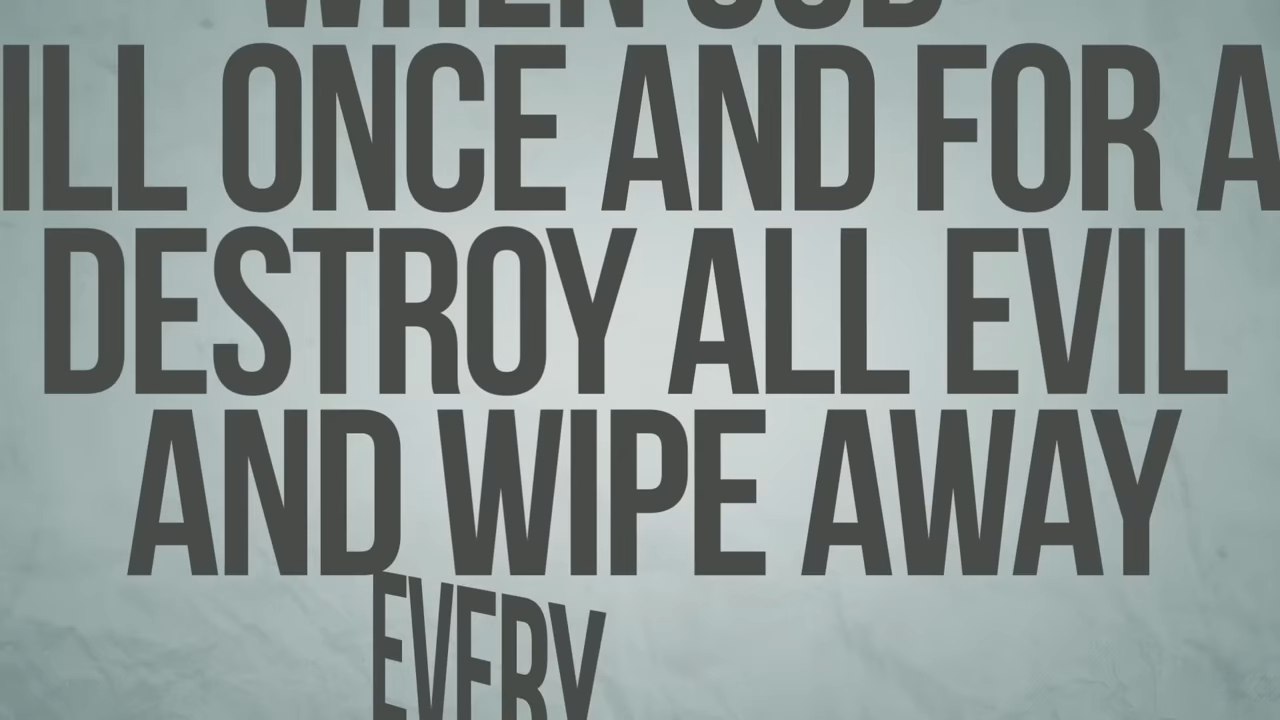 WHEN GOD
ILL ONCE AND FOR A
DESTROY ALL EVIL
AND WIPE AWAY
EVERY